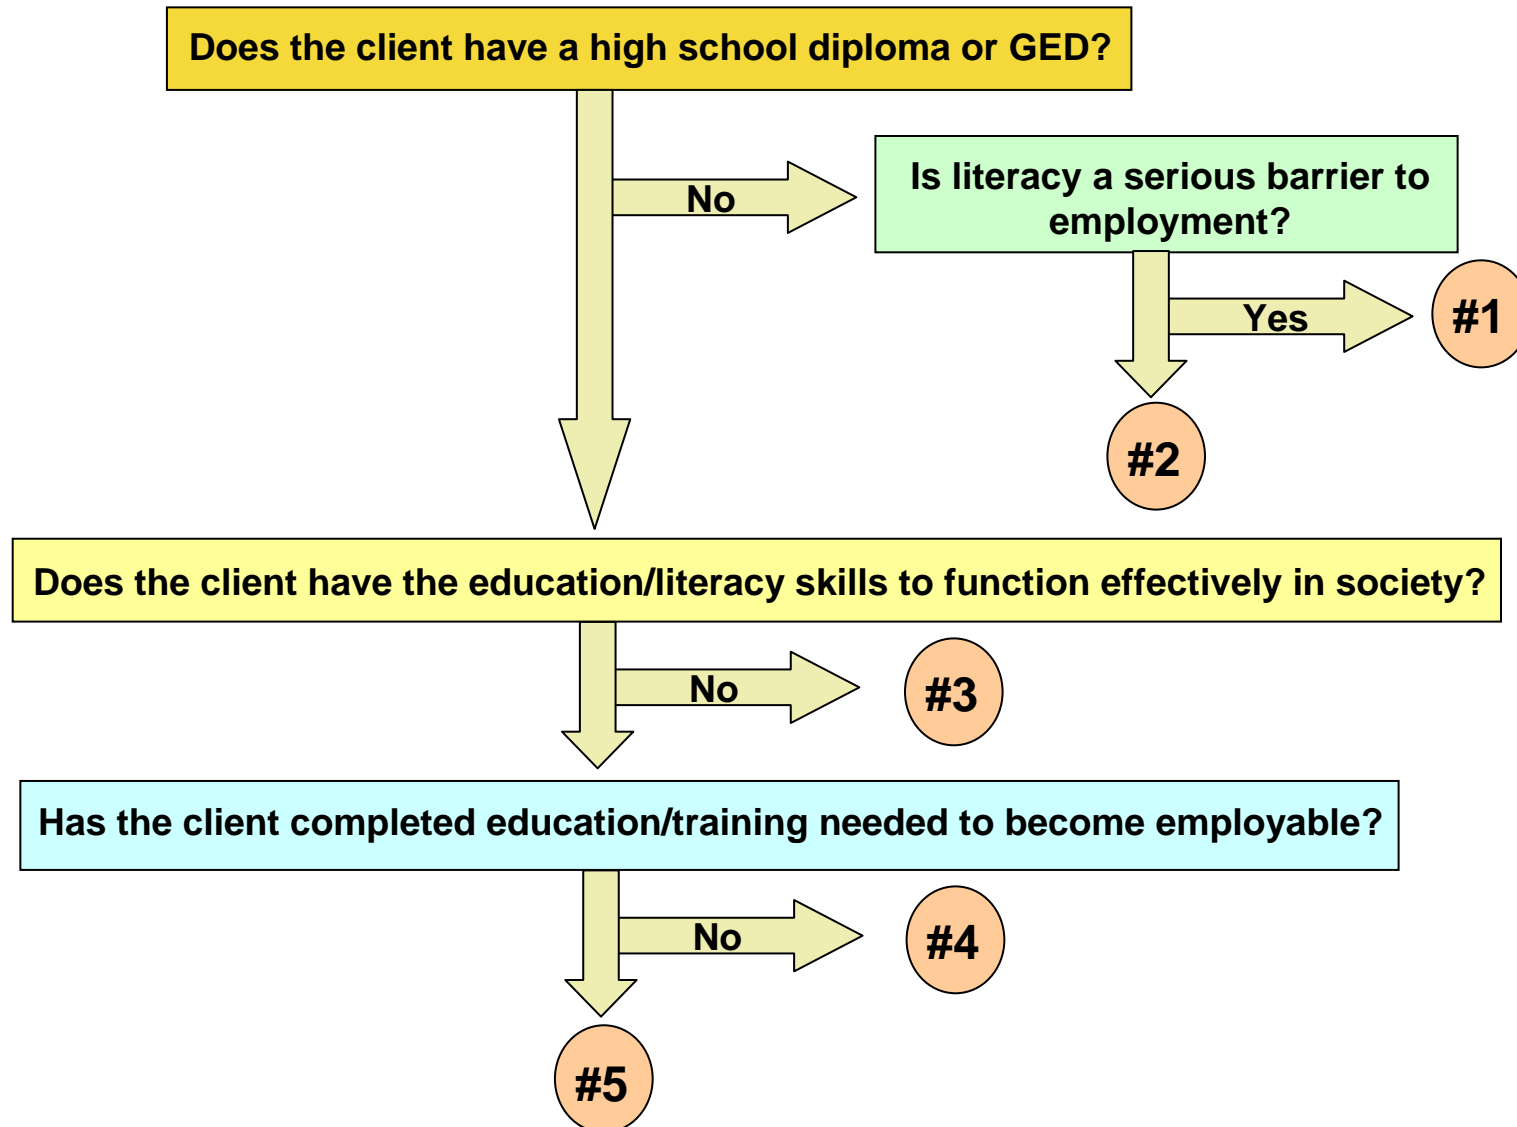 Does the client have a high school diploma or GED?
No
Is literacy a serious barrier to
employment?
Yes
#1
#2
Does the client have the education/literacy skills to function effectively in society?
No
#3
Has the client completed education/training needed to become employable?
No
#4
#5